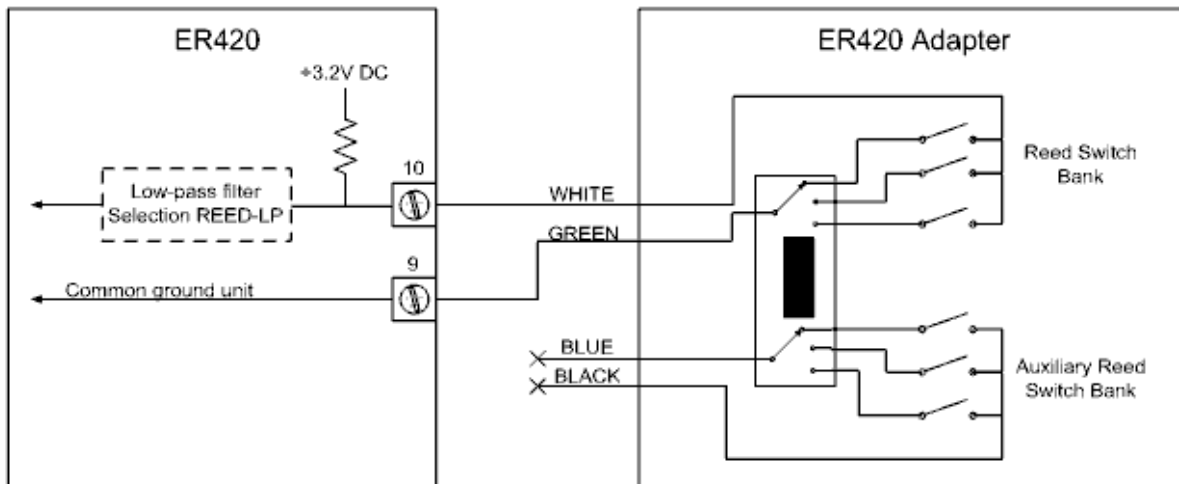 ER420
ER420 Adapter
+3.2V DC
10
Low-pass filter
Selection REED-LP
WHITE
Reed Switch
Bank
GREEN
9
Common ground unit
BLUE
BLACK
Auxiliary Reed
Switch Bank